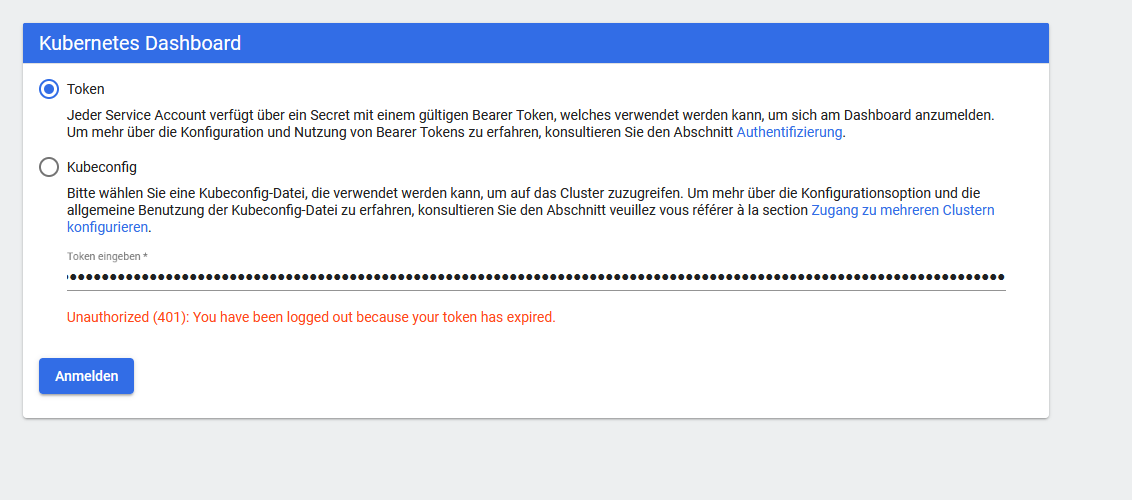 Kubernetes Dashboard
Token
Jeder Service Account verfügt über ein Secret mit einem gültigen Bearer Token, welches verwendet werden kann, um sich am Dashboard anzumelden.
Um mehr über die Konfiguration und Nutzung von Bearer Tokens zu erfahren, konsultieren Sie den Abschnitt Authentifizierung.
Kubeconfig
Bitte wählen Sie eine Kubeconfig-Datei, die verwendet werden kann, um auf das Cluster zuzugreifen. Um mehr über die Konfigurationsoption und die
allgemeine Benutzung der Kubeconfig-Datei zu erfahren, konsultieren Sie den Abschnitt veuillez vous référer à la section Zugang zu mehreren Clustern
konfigurieren.
Token eingeben *
Unauthorized (401): You have been logged out because your token has expired.
Anmelden